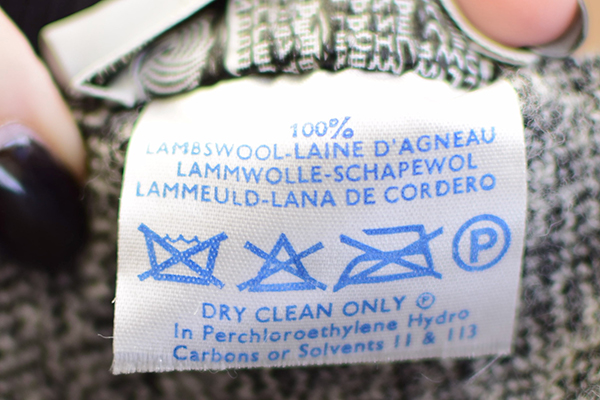 100%
LAMBSWOOL-LAINE D'AGNEAU
LAMMWOLLE-SCHAPEWOL
LAMMEULD-LANA DE CORDERO
P
DRY CLEAN ONLY Ⓟ
In Perchloroethylene Hydro
Carbons or Solvents 11 & 113